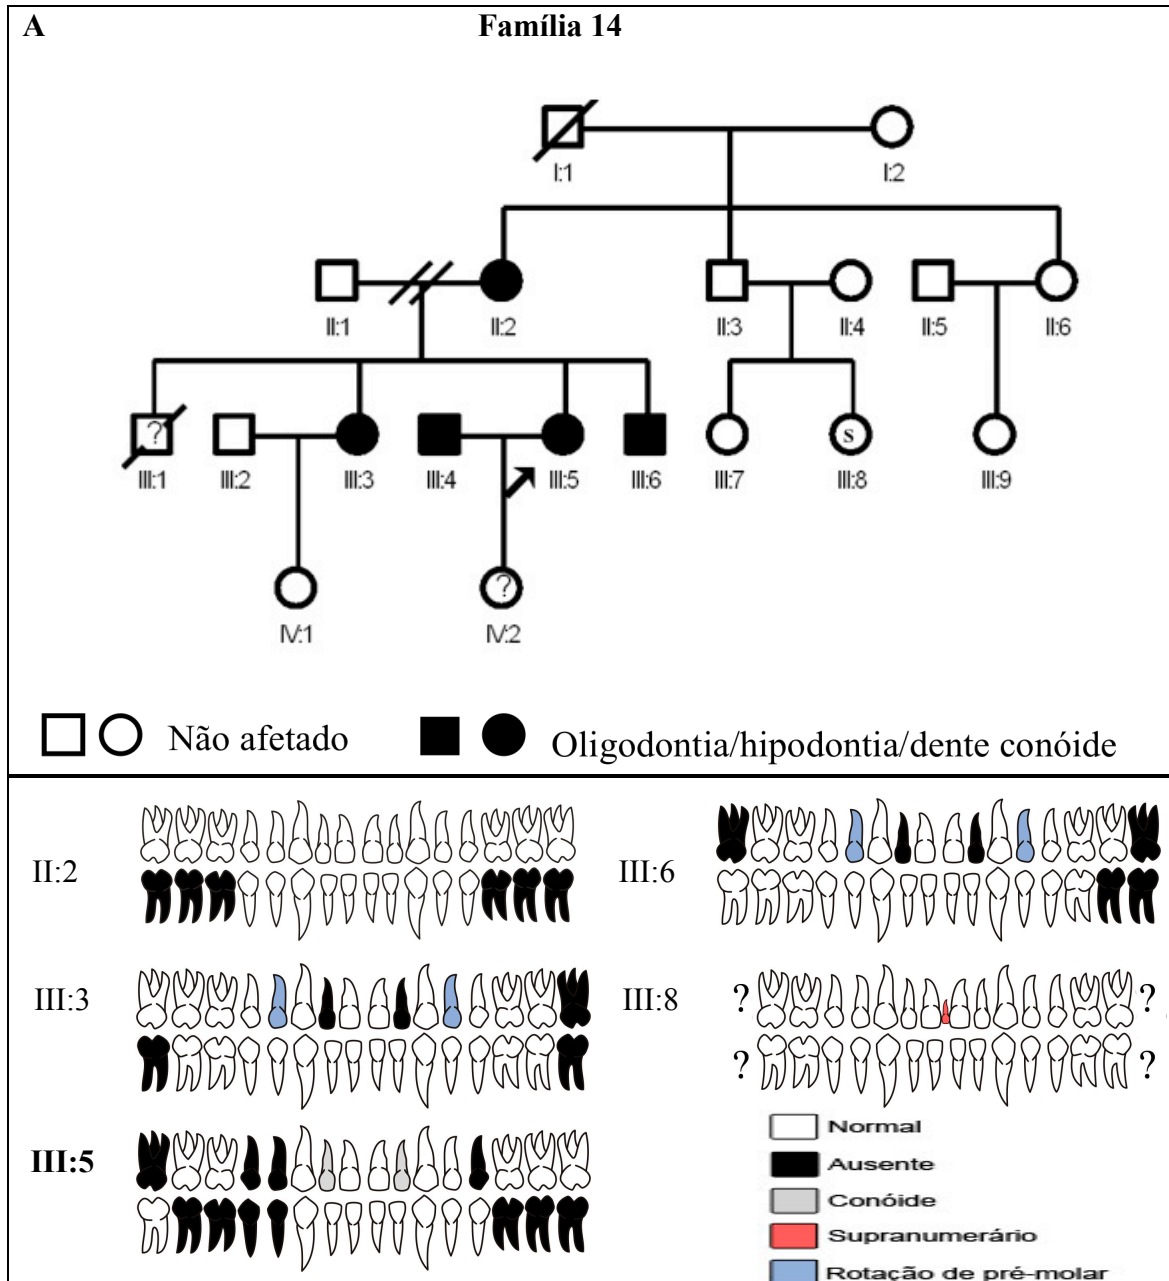 A
Família 14
I:1 I:2
II:1 II:2 II:3 II:4 II:5 II:6
? S
III:1 III:2 III:3 III:4 III:5 III:6 III:7 III:8 III:9
?
IV:1 IV:2
Não afetado
Oligodontia/hipodontia/dente conóide
II:2
III:6
III:3
III:8 ? ?
? ?
III:5
Normal
Ausente
Conóide
Supranumerário
Rotação de pré-molar